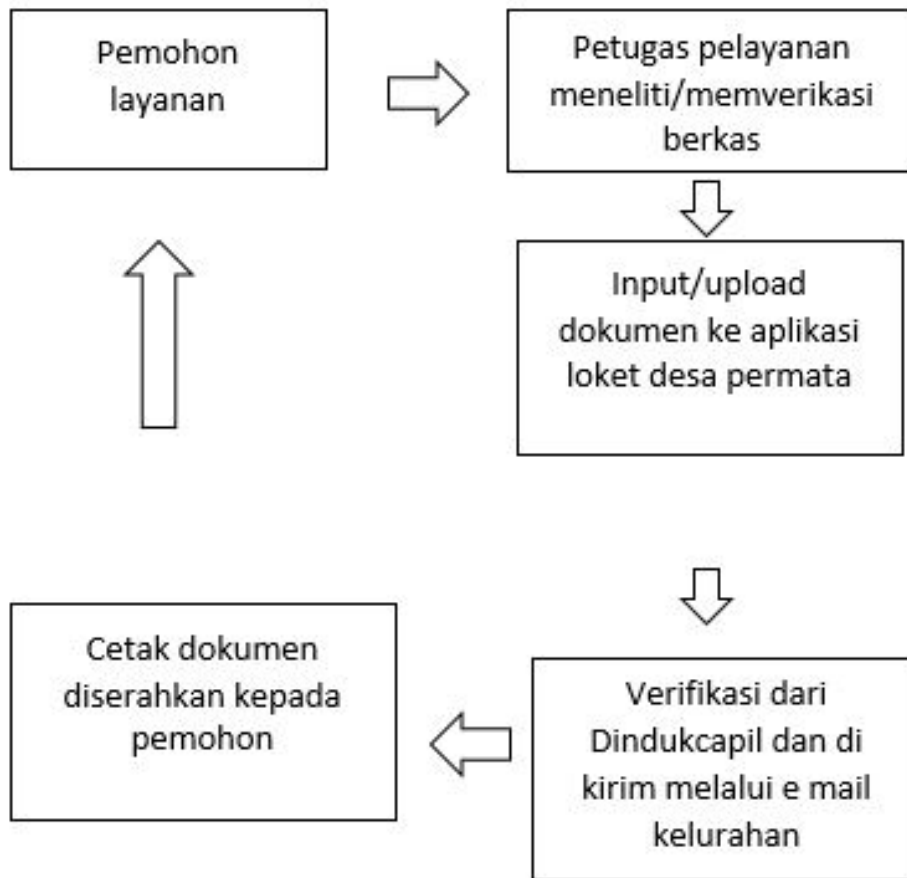 Pemohon
layanan
Petugas pelayanan
meneliti/memverikasi
berkas
Input/upload
dokumen ke aplikasi
loket desa permata
Verifikasi dari
Dindukcapil dan di
kirim melalui e mail
kelurahan
Cetak dokumen
diserahkan kepada
pemohon